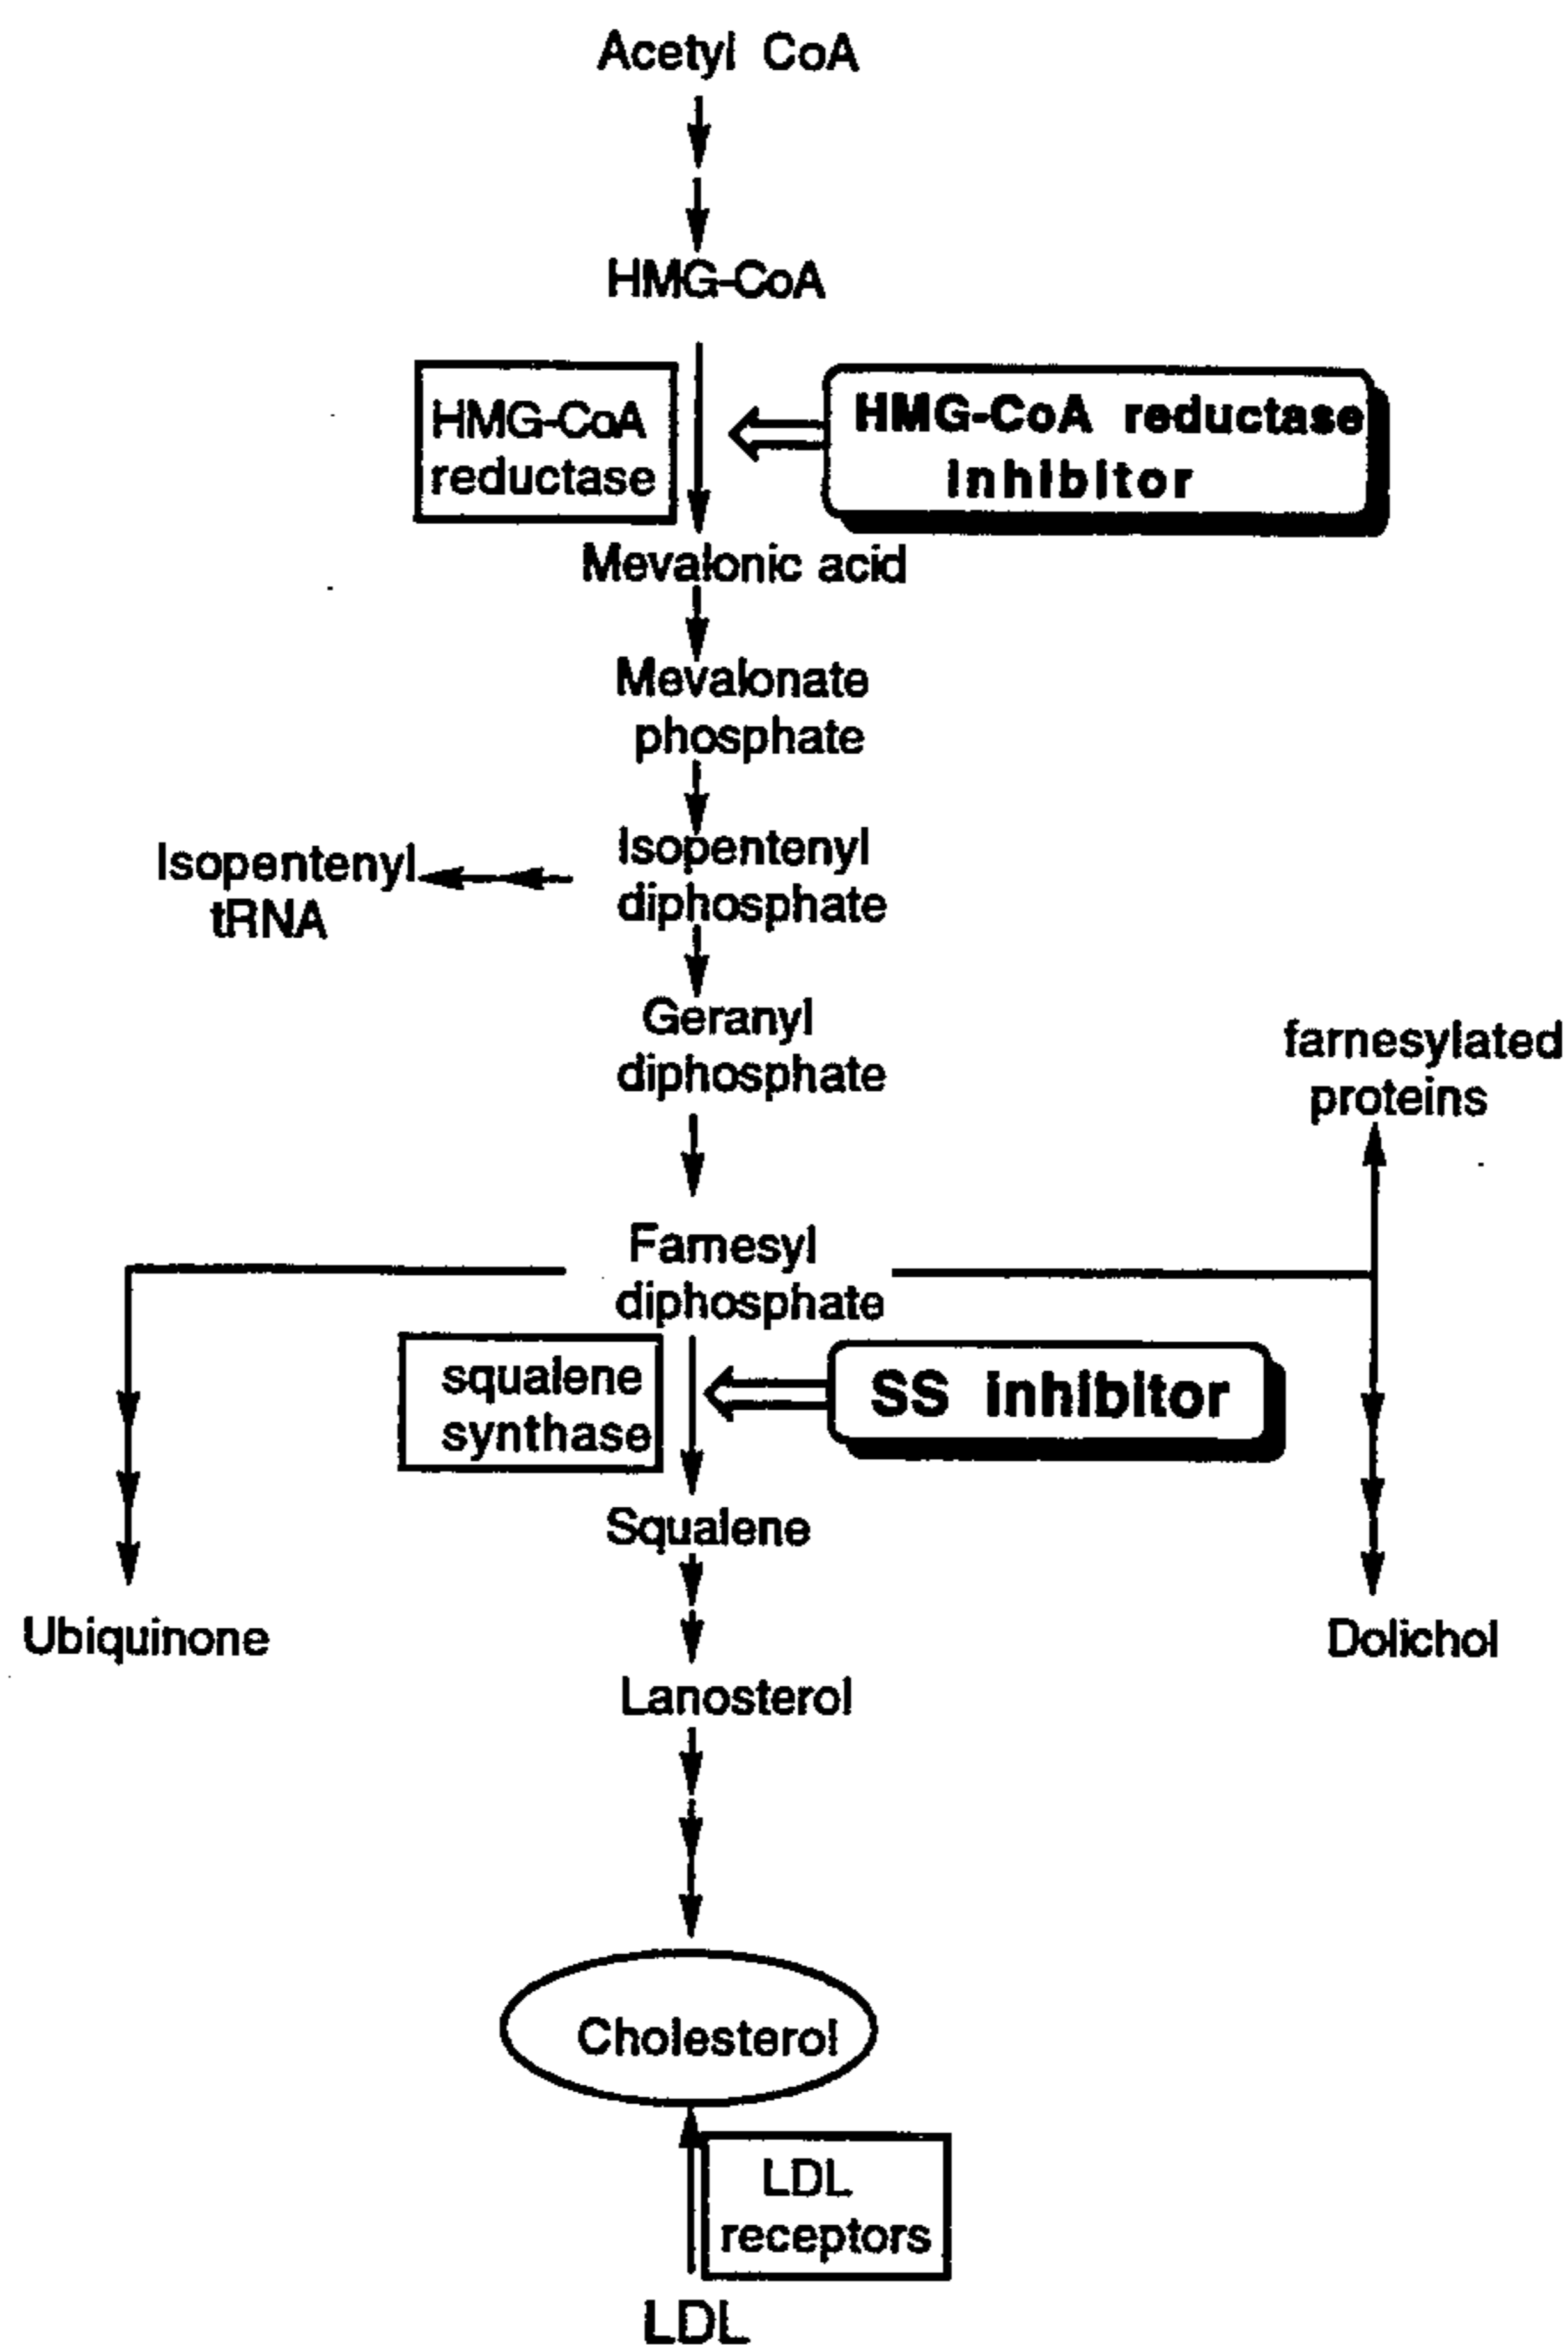 Acetyl CoA
HMG-CoA
HMG-CoA
reductase
HMG-CoA reductase
inhibitor
Mevalonic acid
Mevalonate
phosphate
Isopentenyl
diphosphate
Isopentenyl
tRNA
Geranyl
diphosphate
farnesylated
proteins
Farnesyl
diphosphate
squalene
synthase
SS inhibitor
Squalene
Ubiquinone
Dolichol
Lanosterol
Cholesterol
LDL
receptors
LDL